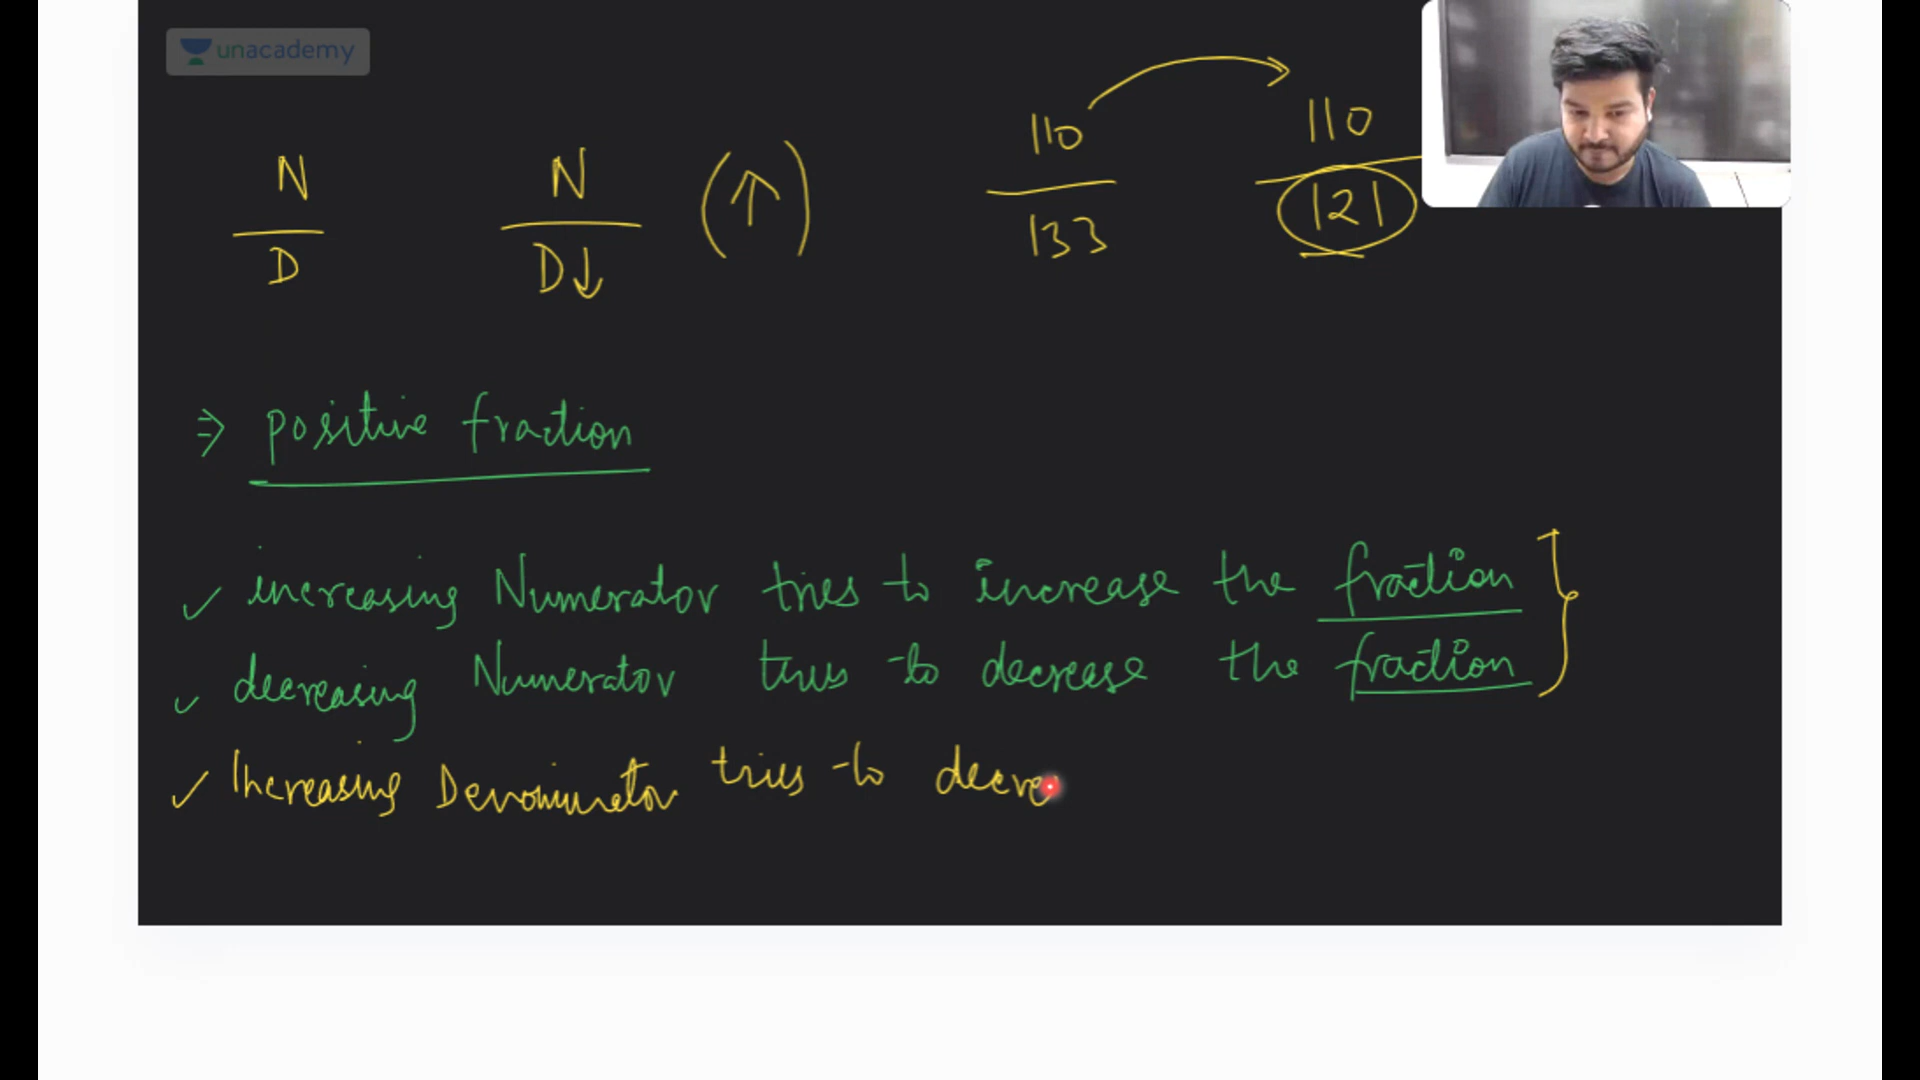 unacademy
N N (↑) 110 110
D D↓ 133 121
⇒ positive fraction
✓ increasing Numerator tries to increase the fraction
✓ decreasing Numerator tries to decrease the fraction
✓ Increasing Denominator tries to decre